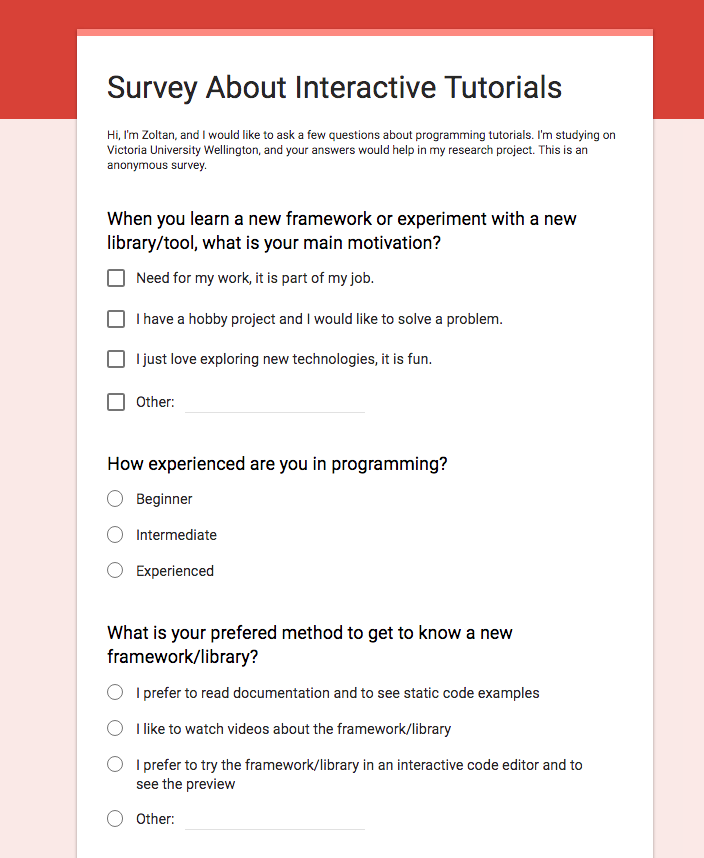 Survey About Interactive Tutorials
Hi, I'm Zoltan, and I would like to ask a few questions about programming tutorials. I'm studying on
Victoria University Wellington, and your answers would help in my research project. This is an
anonymous survey.
When you learn a new framework or experiment with a new
library/tool, what is your main motivation?
Need for my work, it is part of my job.
I have a hobby project and I would like to solve a problem.
I just love exploring new technologies, it is fun.
Other:
How experienced are you in programming?
Beginner
Intermediate
Experienced
What is your prefered method to get to know a new
framework/library?
I prefer to read documentation and to see static code examples
I like to watch videos about the framework/library
I prefer to try the framework/library in an interactive code editor and to
see the preview
Other: